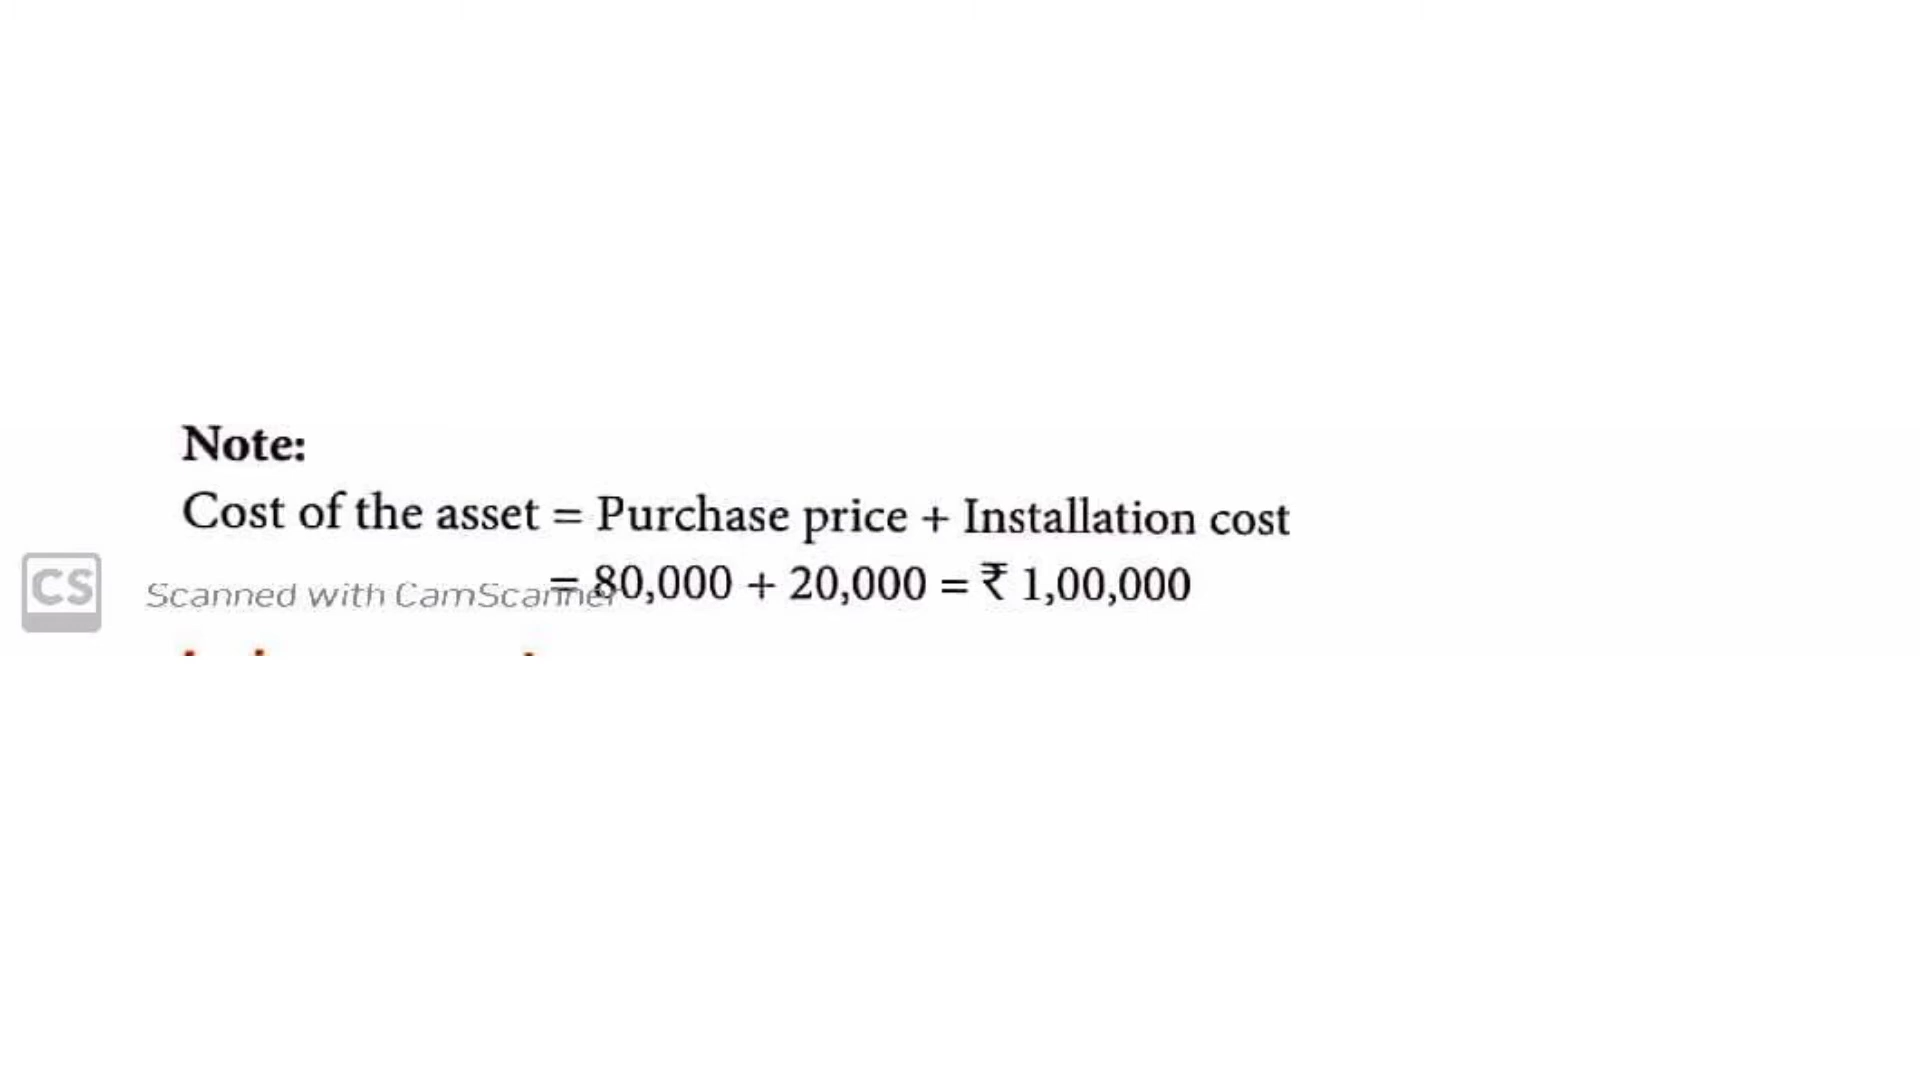 Note:
Cost of the asset = Purchase price + Installation cost
= 80,000 + 20,000 = ₹ 1,00,000
CS
Scanned with CamScanner